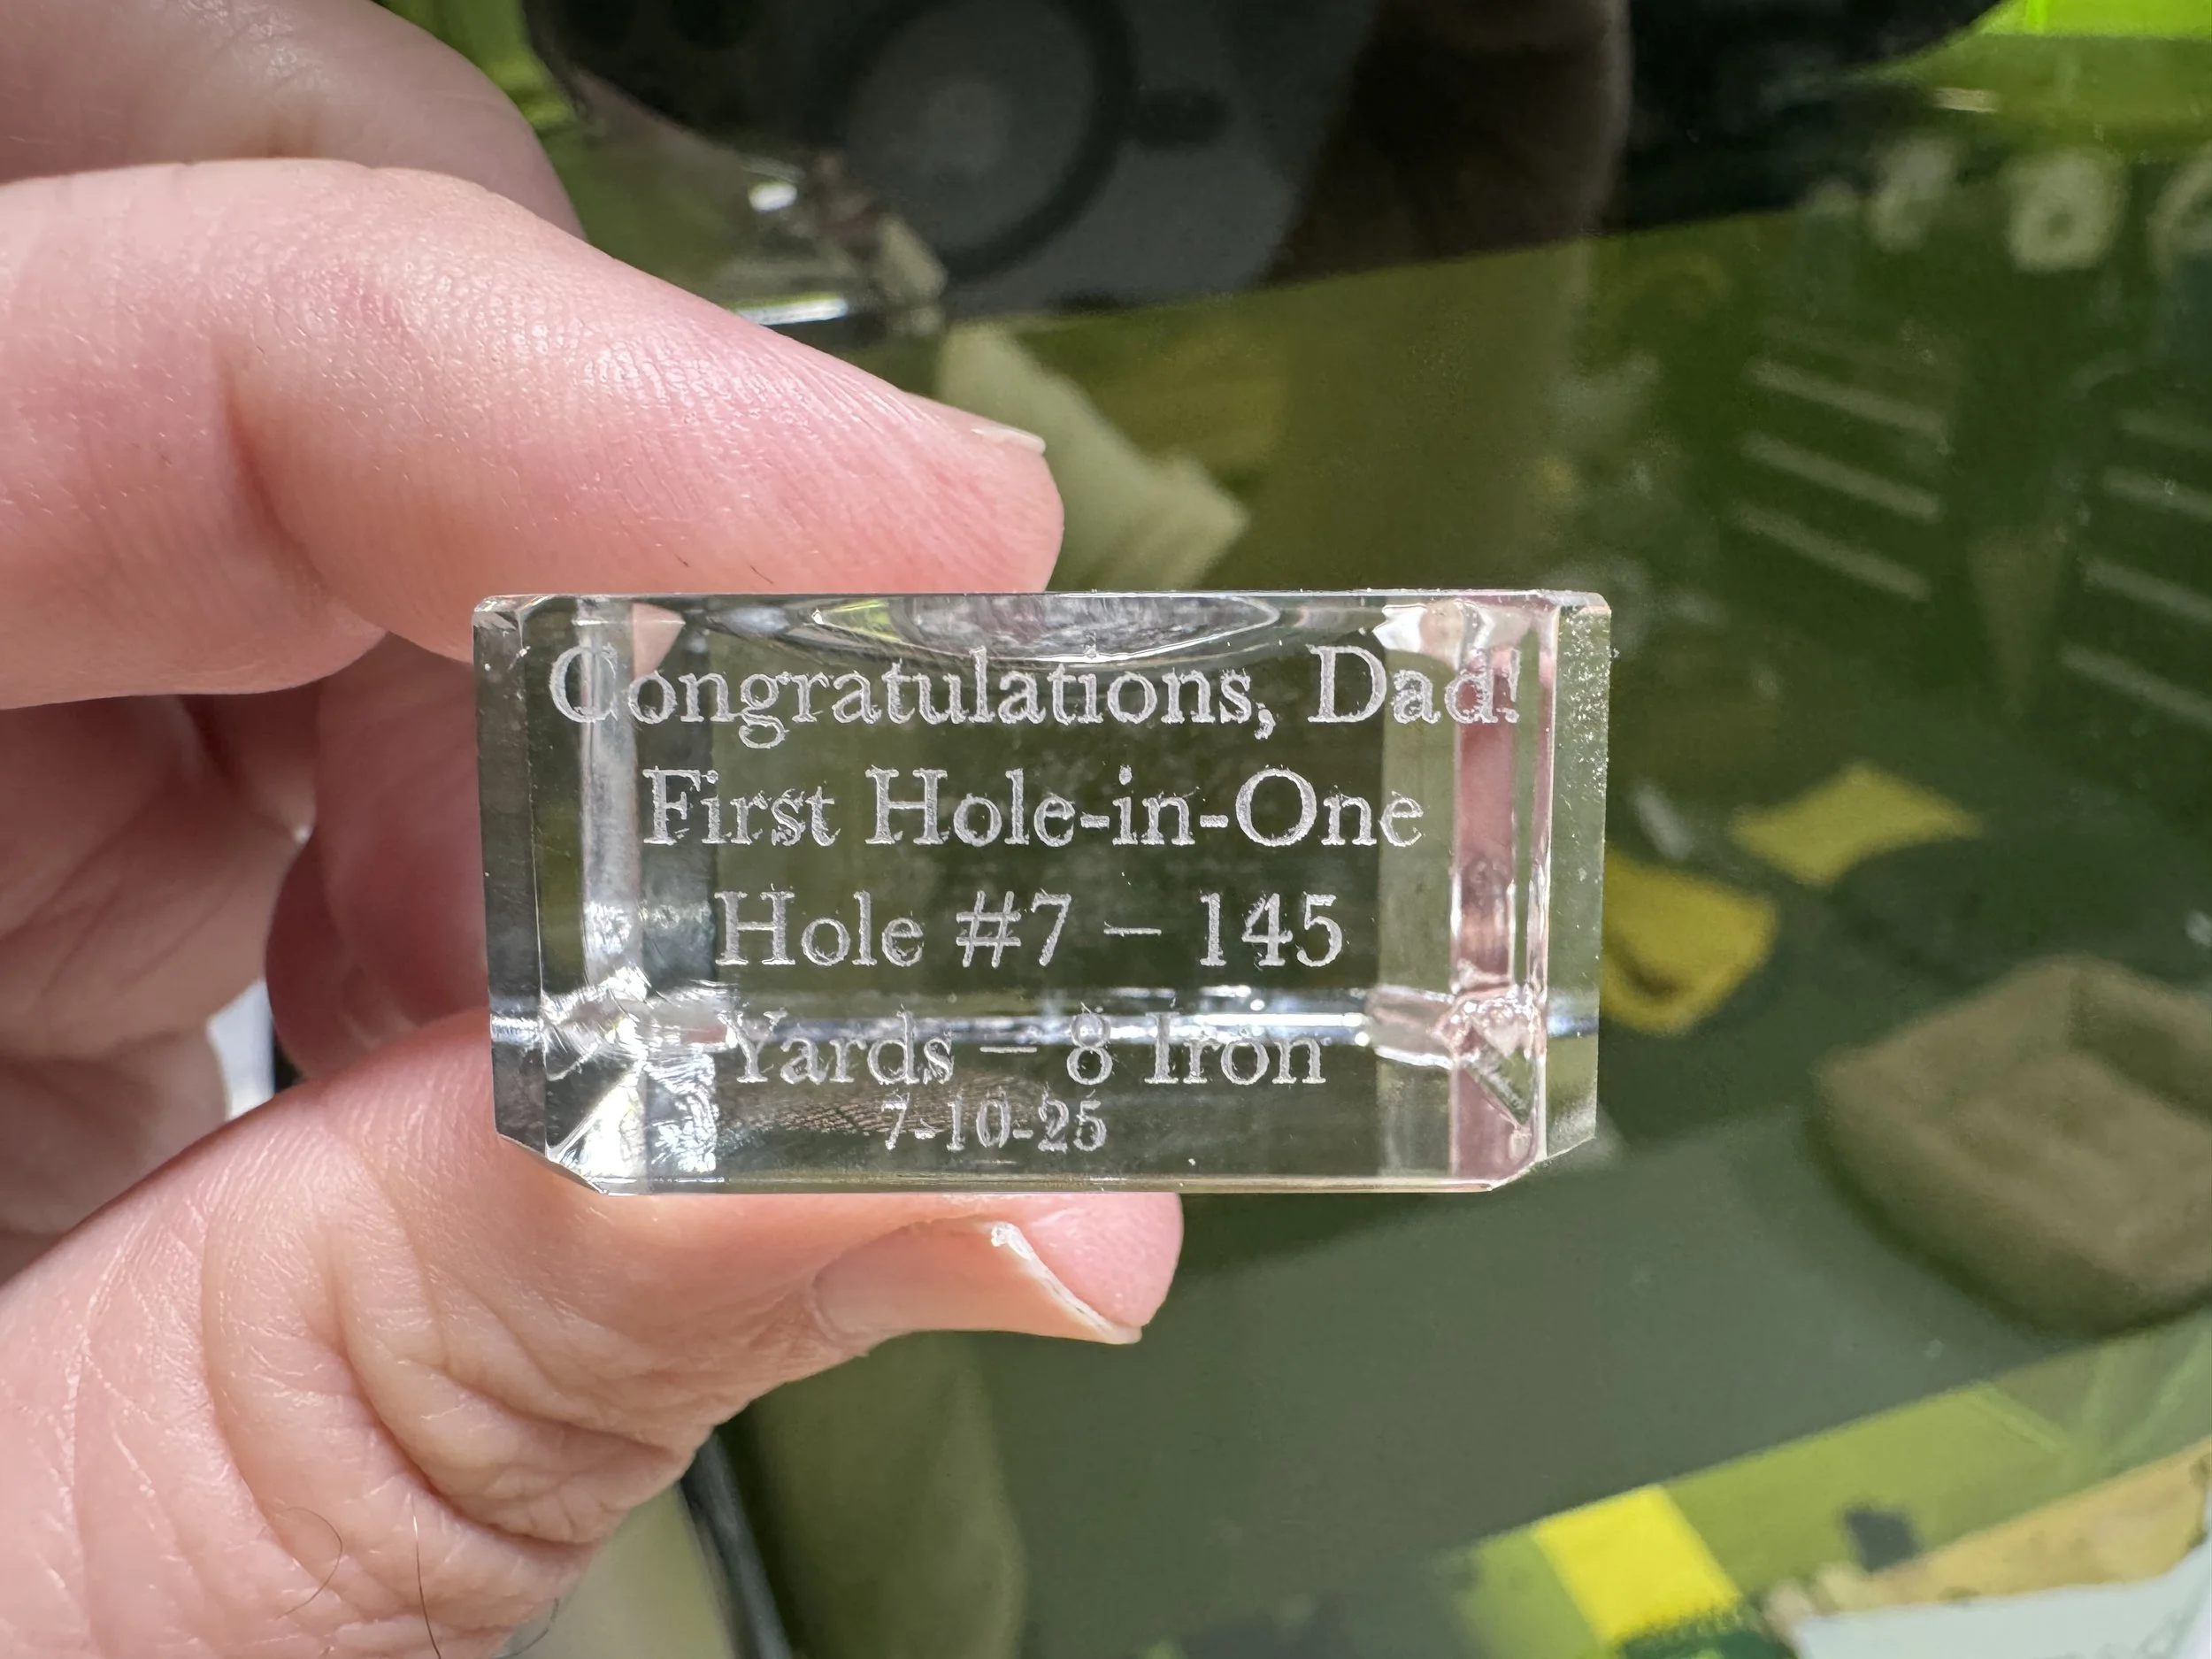 Congratulations, Dad!
First Hole-in-One
Hole #7 – 145
Yards – 8 Iron
7-10-25